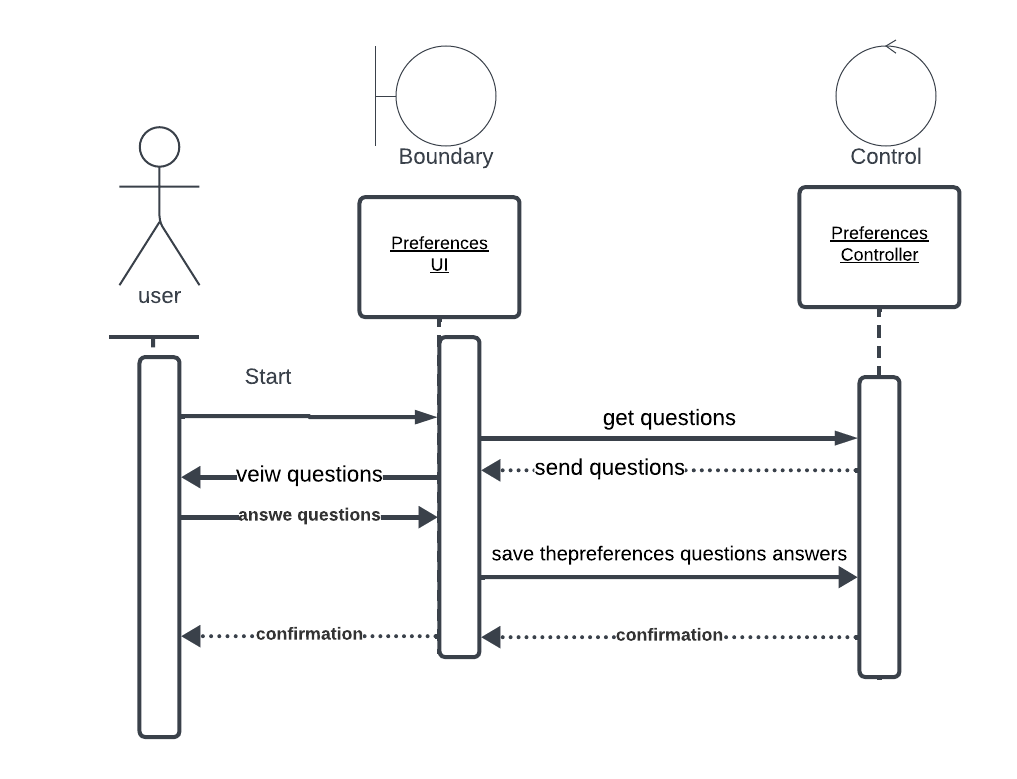 Boundary
Control
Preferences
UI
Preferences
Controller
user
Start
get questions
veiw questions
send questions
answe questions
save thepreferences questions answers
confirmation
confirmation